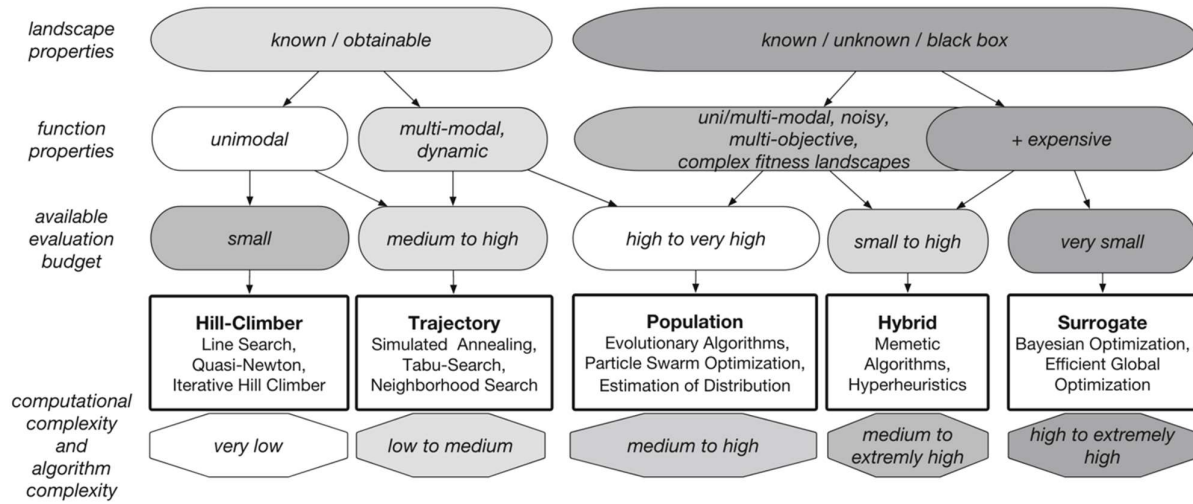 landscape
properties
known / obtainable
known / unknown / black box
function
properties
unimodal
multi-modal,
dynamic
uni/multi-modal, noisy,
multi-objective,
complex fitness landscapes
+ expensive
available
evaluation
budget
small
medium to high
high to very high
small to high
very small
Hill-Climber
Line Search,
Quasi-Newton,
Iterative Hill Climber
Trajectory
Simulated Annealing,
Tabu-Search,
Neighborhood Search
Population
Evolutionary Algorithms,
Particle Swarm Optimization,
Estimation of Distribution
Hybrid
Memetic
Algorithms,
Hyperheuristics
Surrogate
Bayesian Optimization,
Efficient Global
Optimization
computational
complexity
and
algorithm
complexity
very low
low to medium
medium to high
medium to
extremly high
high to extremely
high